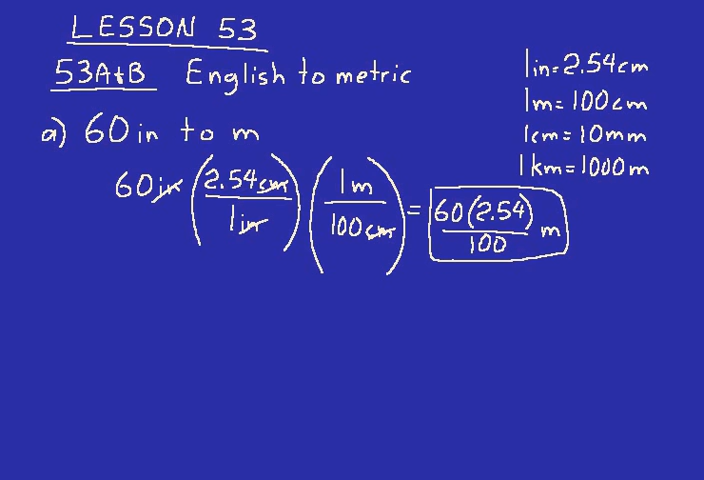 LESSON 53
53A+B English to metric
1in=2.54cm
1m=100cm
1cm=10mm
1km=1000m
a) 60 in to m
60in (2.54cm/1in) (1m/100cm) = 60(2.54)/100 m